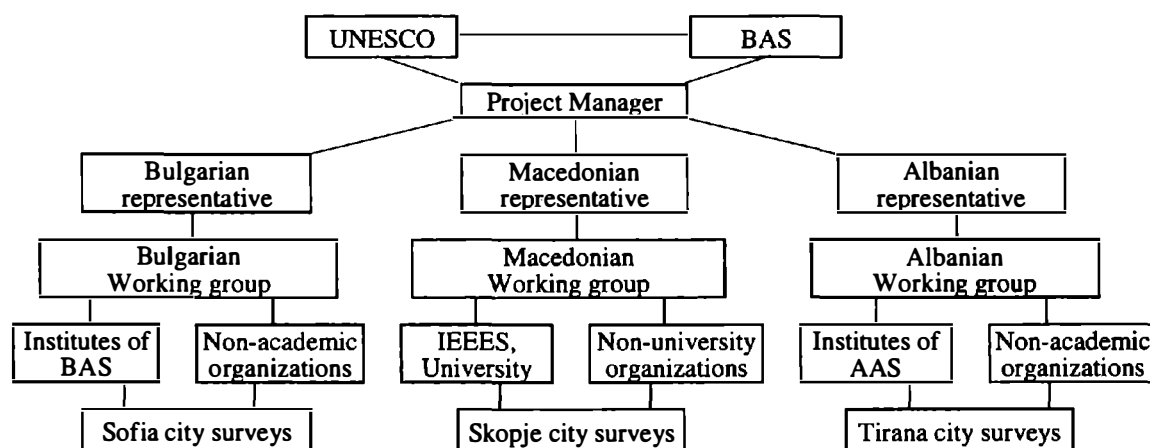 UNESCO
BAS
Project Manager
Bulgarian
representative
Macedonian
representative
Albanian
representative
Bulgarian
Working group
Macedonian
Working group
Albanian
Working group
Institutes of
BAS
Non-academic
organizations
IEEES,
University
Non-university
organizations
Institutes of
AAS
Non-academic
organizations
Sofia city surveys
Skopje city surveys
Tirana city surveys